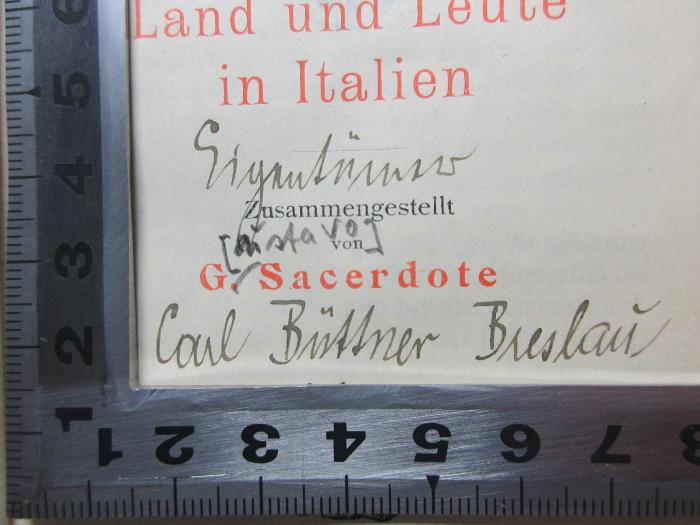 Land und Leute
in Italien
Eigentümer
Zusammengestellt
[ustavo]
von
G. Sacerdote
Carl Büttner Breslau
6
5
4
3
2
1
1 2 3 4 5 6 7 8